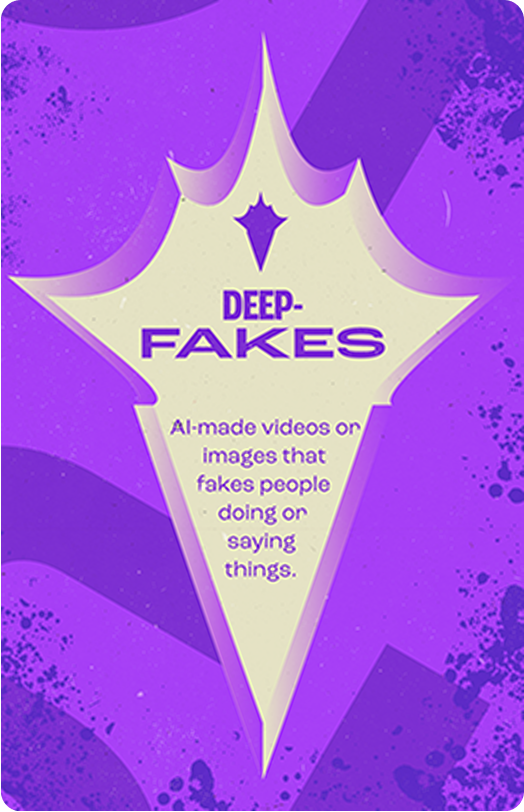 DEEP-
FAKES
AI-made videos or
images that
fakes people
doing or
saying
things.